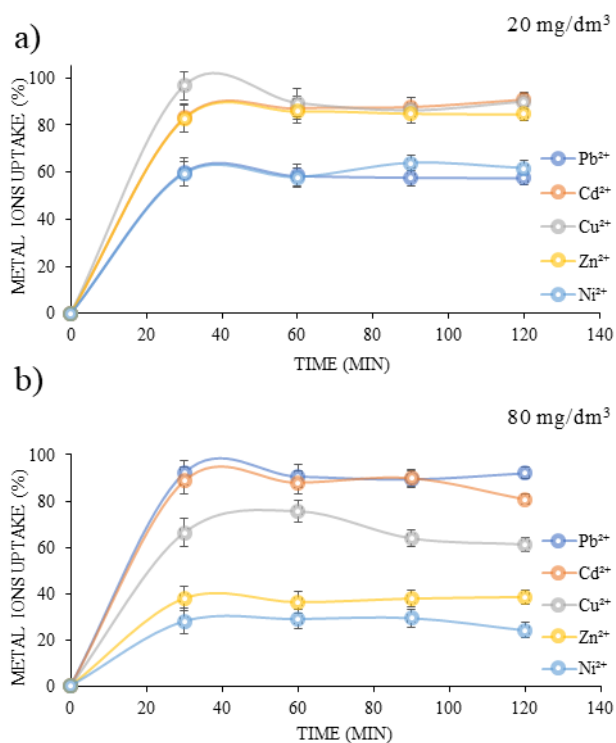 a)
20 mg/dm³
METAL IONS UPTAKE (%)
100
80
60
40
20
0
Pb²⁺
Cd²⁺
Cu²⁺
Zn²⁺
Ni²⁺
0 20 40 60 80 100 120 140
TIME (MIN)
b)
80 mg/dm³
METAL IONS UPTAKE (%)
100
80
60
40
20
0
Pb²⁺
Cd²⁺
Cu²⁺
Zn²⁺
Ni²⁺
0 20 40 60 80 100 120 140
TIME (MIN)